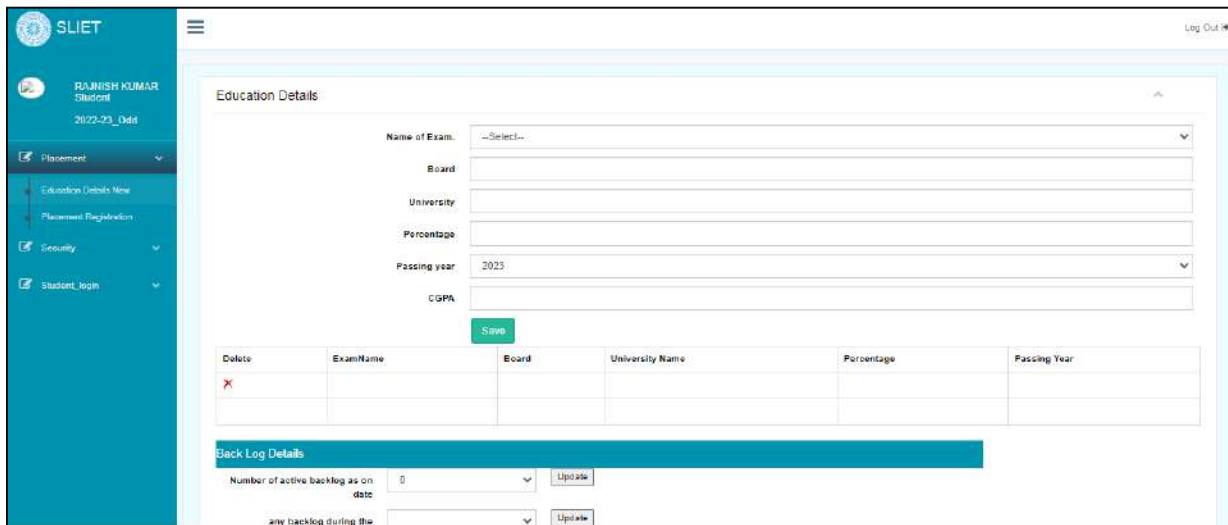 SLIET
Log Out
RAJNISH KUMAR
Student
2022-23_Odd
Placement
Education Details New
Placement Registration
Security
Student_login
Education Details
Name of Exam.
--Select--
Board
University
Percentage
Passing year
2023
CGPA
Save
Delete ExamName Board University Name Percentage Passing Year
Back Log Details
Number of active backlog as on date
0
Update
any backlog during the
Update